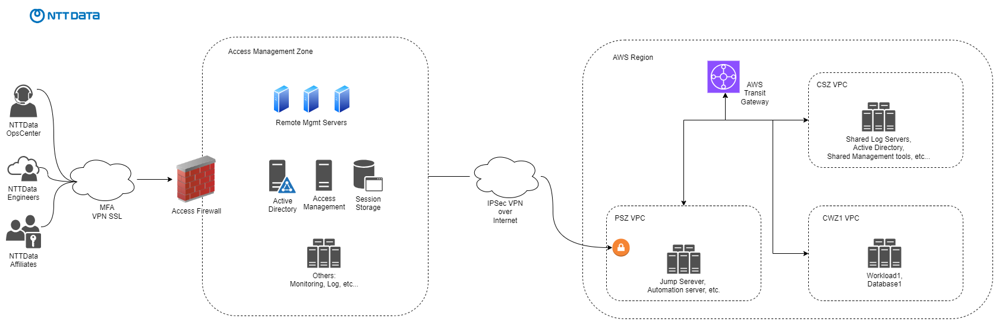 NTT DATA
Access Management Zone
AWS Region
AWS
Transit
Gateway
CSZ VPC
Remote Mgmt Servers
NTTData
OpsCenter
Shared Log Servers,
Active Directory,
Shared Management tools, etc...
NTTData
Engineers
MFA
VPN SSL
Access Firewall
Active
Directory
Access
Management
Session
Storage
IPSec VPN
over
Internet
PSZ VPC
CWZ1 VPC
NTTData
Affiliates
Others:
Monitoring, Log, etc...
Jump Serever,
Automation server, etc.
Workload1,
Database1